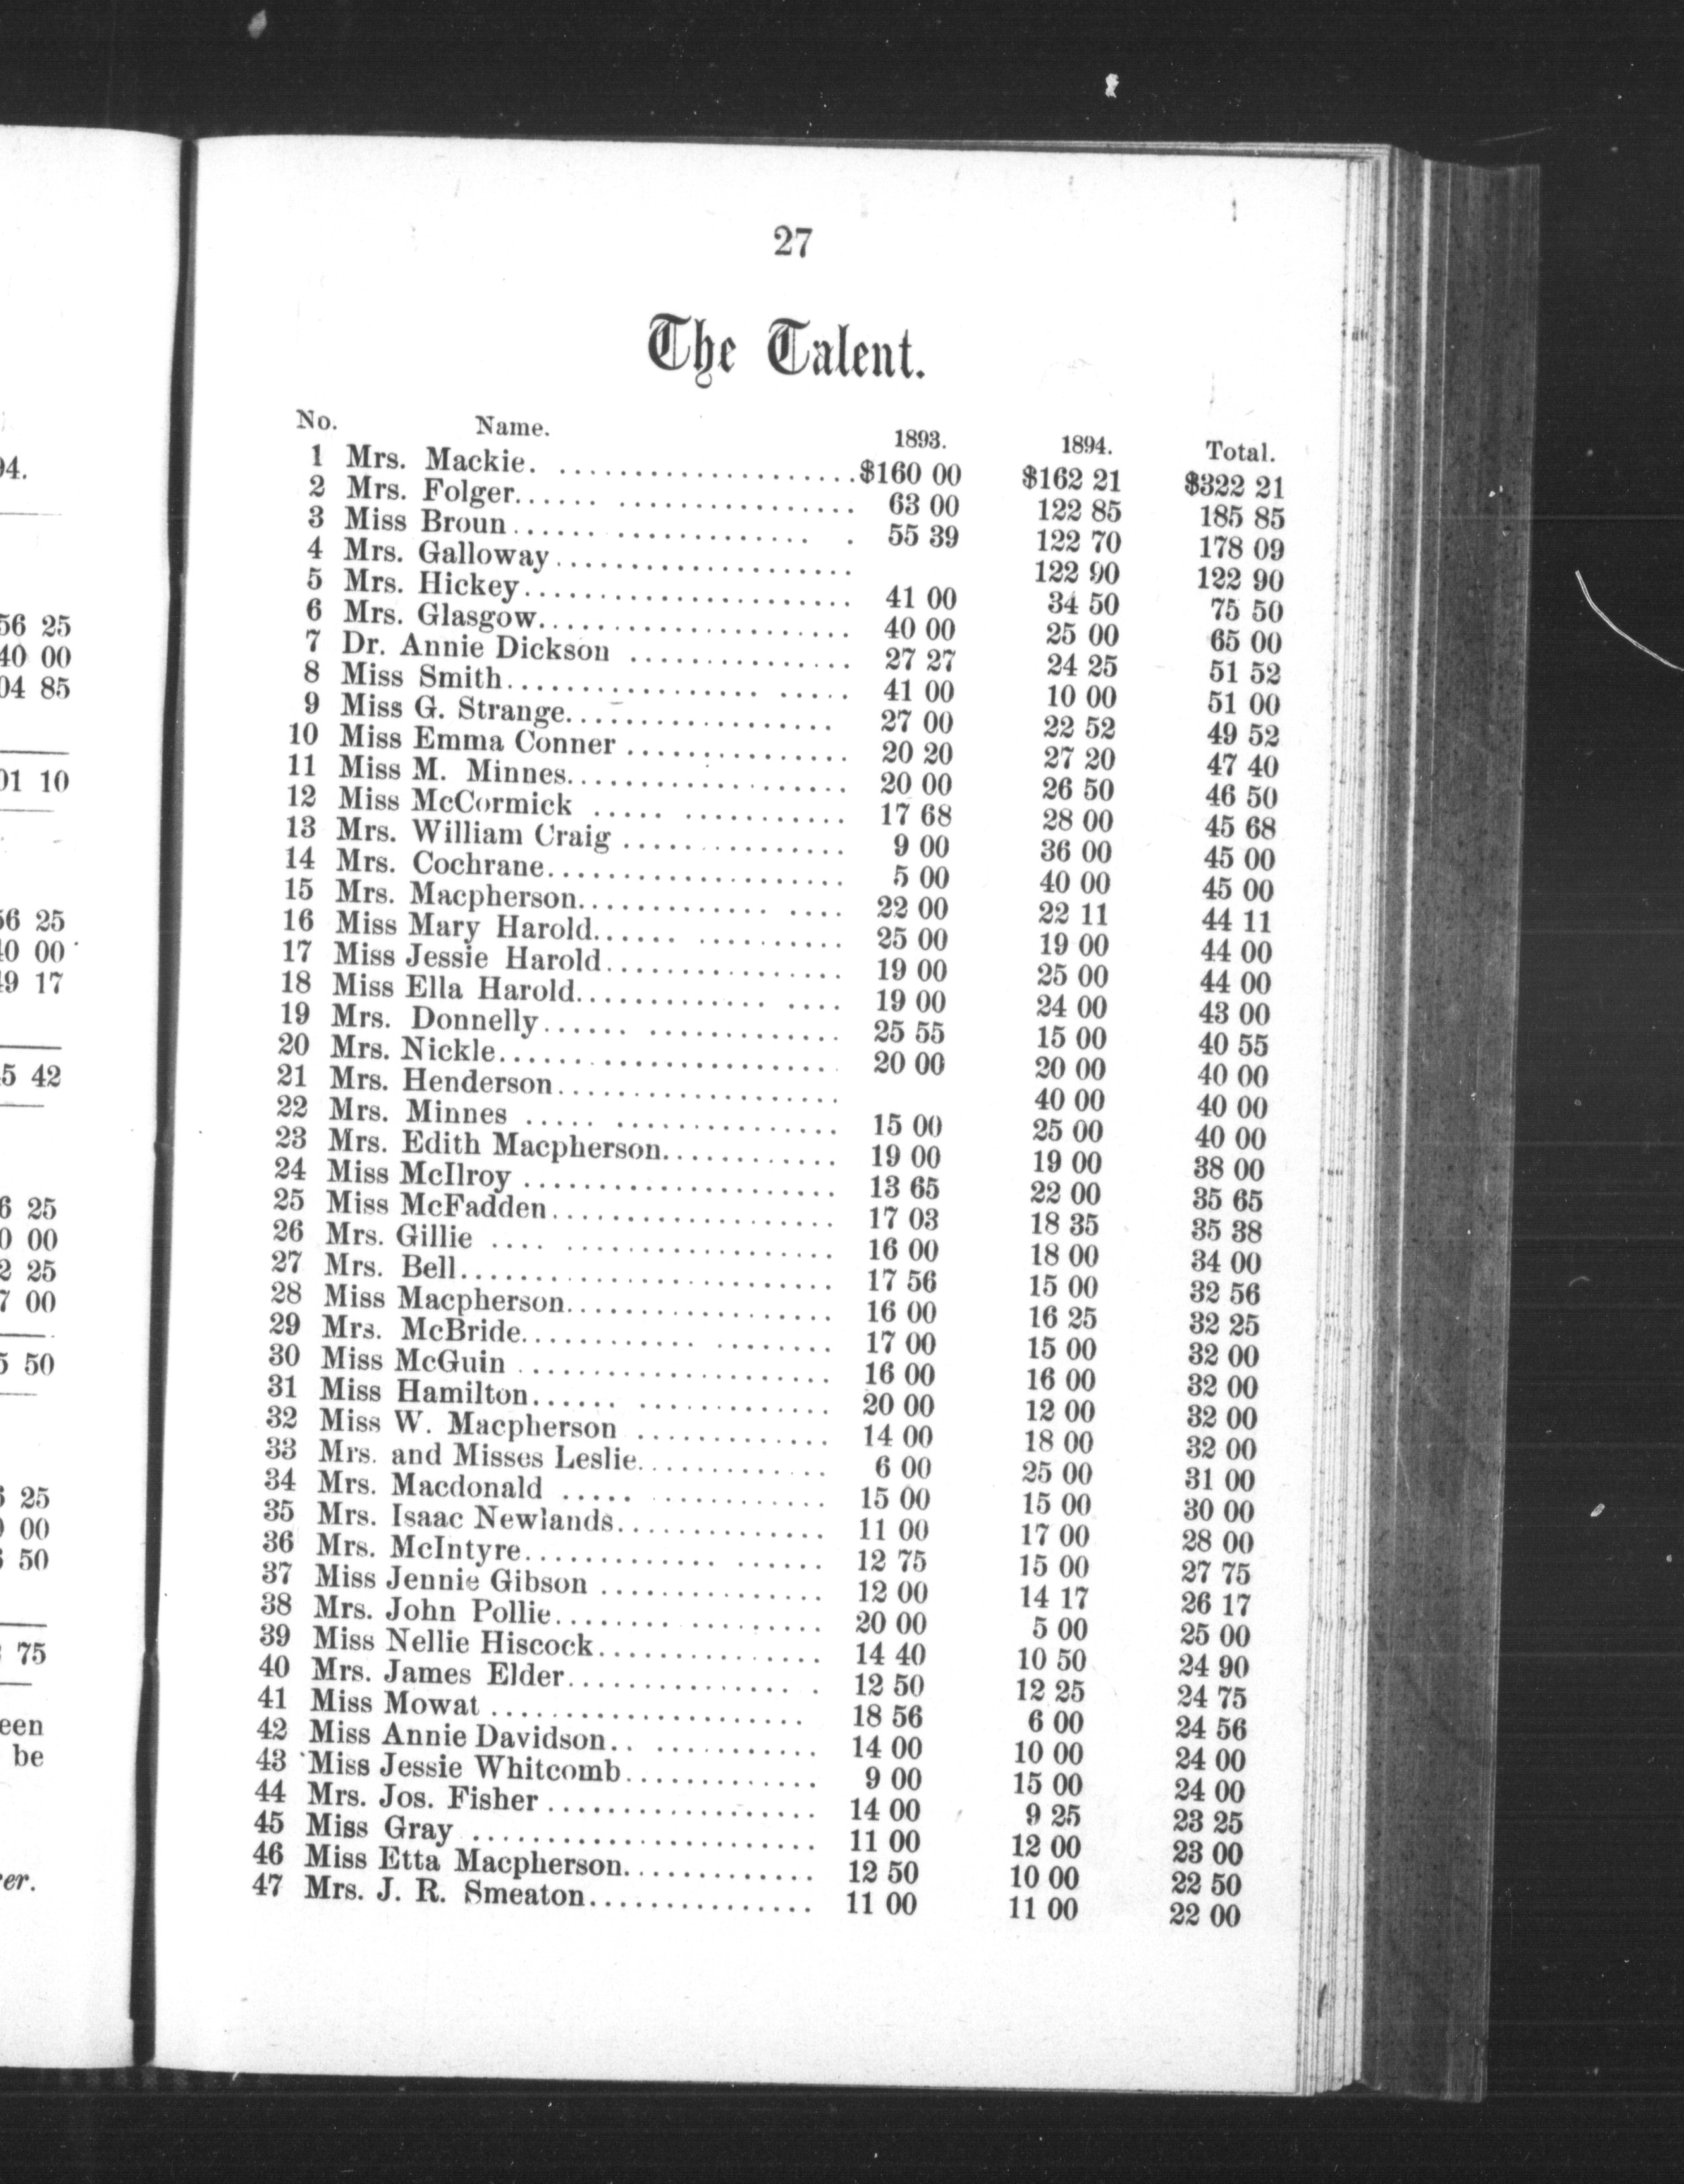 27
The Talent.
No. Name. 1893. 1894. Total.
1 Mrs. Mackie. ....................$160 00 $162 21 $322 21
2 Mrs. Folger...... ................ 63 00 122 85 185 85
3 Miss Broun...... ............. . 55 39 122 70 178 09
4 Mrs. Galloway.................... 122 90 122 90
5 Mrs. Hickey...................... 41 00 34 50 75 50
6 Mrs. Glasgow..................... 40 00 25 00 65 00
7 Dr. Annie Dickson ............... 27 27 24 25 51 52
8 Miss Smith................. ..... 41 00 10 00 51 00
9 Miss G. Strange.................. 27 00 22 52 49 52
10 Miss Emma Conner ............... 20 20 27 20 47 40
11 Miss M. Minnes................... 20 00 26 50 46 50
12 Miss McCormick ..... ........... 17 68 28 00 45 68
13 Mrs. William Craig ............... 9 00 36 00 45 00
14 Mrs. Cochrane.................... 5 00 40 00 45 00
15 Mrs. Macpherson............. .... 22 00 22 11 44 11
16 Miss Mary Harold...... .......... 25 00 19 00 44 00
17 Miss Jessie Harold................ 19 00 25 00 44 00
18 Miss Ella Harold............. .... 19 00 24 00 43 00
19 Mrs. Donnelly...... ............. 25 55 15 00 40 55
20 Mrs. Nickle....................... 20 00 20 00 40 00
21 Mrs. Henderson................... 40 00 40 00
22 Mrs. Minnes ..... ............... 15 00 25 00 40 00
23 Mrs. Edith Macpherson............ 19 00 19 00 38 00
24 Miss McIlroy ..................... 13 65 22 00 35 65
25 Miss McFadden................... 17 03 18 35 35 38
26 Mrs. Gillie .... .................. 16 00 18 00 34 00
27 Mrs. Bell......................... 17 56 15 00 32 56
28 Miss Macpherson.................. 16 00 16 25 32 25
29 Mrs. McBride............ ........ 17 00 15 00 32 00
30 Miss McGuin ..................... 16 00 16 00 32 00
31 Miss Hamilton...... ............. 20 00 12 00 32 00
32 Miss W. Macpherson ............. 14 00 18 00 32 00
33 Mrs. and Misses Leslie............. 6 00 25 00 31 00
34 Mrs. Macdonald ..... ............ 15 00 15 00 30 00
35 Mrs. Isaac Newlands.............. 11 00 17 00 28 00
36 Mrs. McIntyre............. ...... 12 75 15 00 27 75
37 Miss Jennie Gibson ............... 12 00 14 17 26 17
38 Mrs. John Pollie........ ......... 20 00 5 00 25 00
39 Miss Nellie Hiscock............... 14 40 10 50 24 90
40 Mrs. James Elder............... . 12 50 12 25 24 75
41 Miss Mowat ..................... 18 56 6 00 24 56
42 Miss Annie Davidson.. ........... 14 00 10 00 24 00
43 Miss Jessie Whitcomb............. 9 00 15 00 24 00
44 Mrs. Jos. Fisher .................. 14 00 9 25 23 25
45 Miss Gray ....................... 11 00 12 00 23 00
46 Miss Etta Macpherson............. 12 50 10 00 22 50
47 Mrs. J. R. Smeaton............... 11 00 11 00 22 00